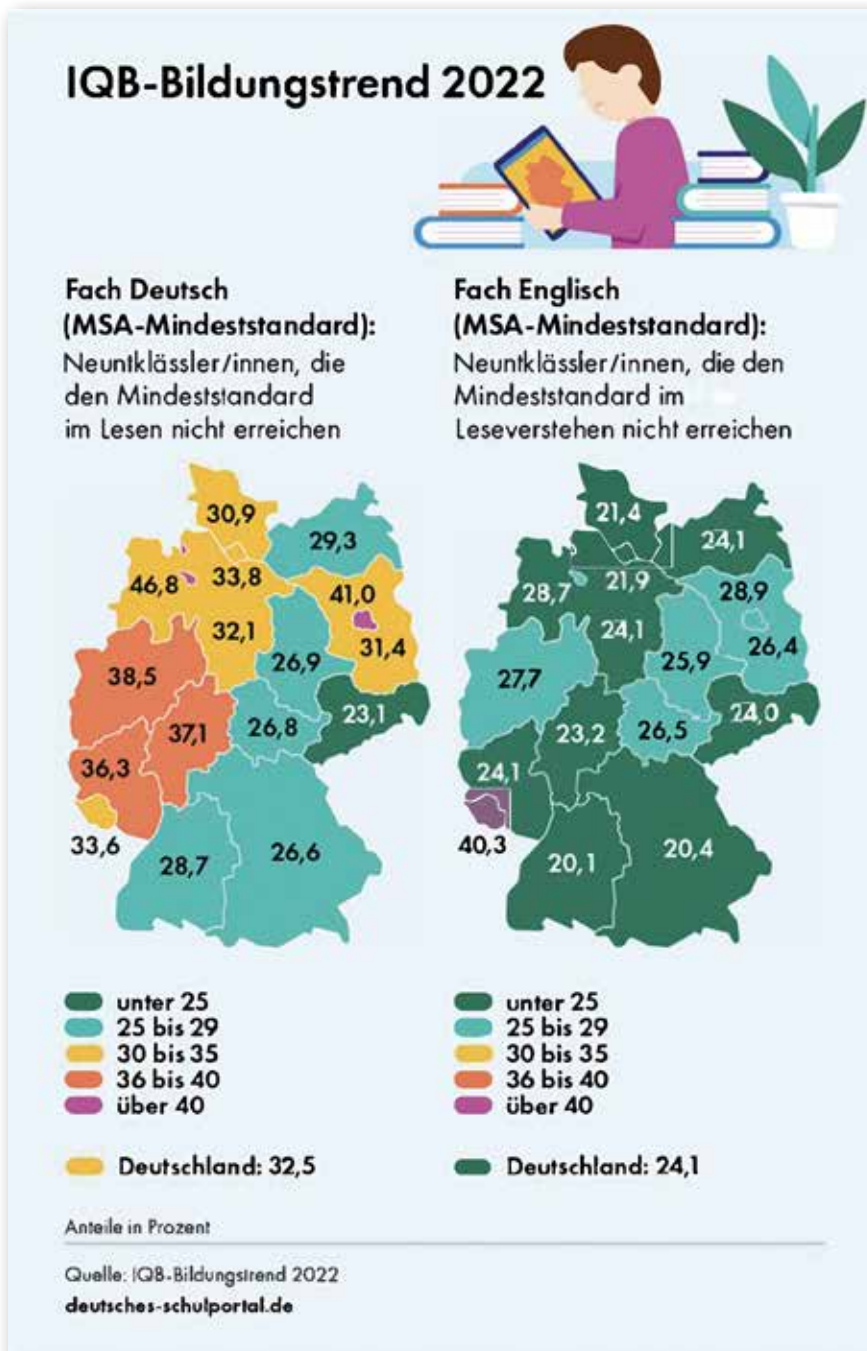 IQB-Bildungstrend 2022
Fach Deutsch
(MSA-Mindeststandard):
Neuntklässler/innen, die
den Mindeststandard
im Lesen nicht erreichen
30,9
29,3
46,8
33,8
41,0
32,1
31,4
26,9
38,5
23,1
37,1
26,8
36,3
33,6
28,7
26,6
unter 25
25 bis 29
30 bis 35
36 bis 40
über 40
Deutschland: 32,5
Fach Englisch
(MSA-Mindeststandard):
Neuntklässler/innen, die den
Mindeststandard im
Leseverstehen nicht erreichen
21,4
24,1
28,7
21,9
28,9
24,1
26,4
25,9
27,7
24,0
23,2
26,5
24,1
40,3
20,1
20,4
unter 25
25 bis 29
30 bis 35
36 bis 40
über 40
Deutschland: 24,1
Anteile in Prozent
Quelle: IQB-Bildungstrend 2022
deutsches-schulportal.de